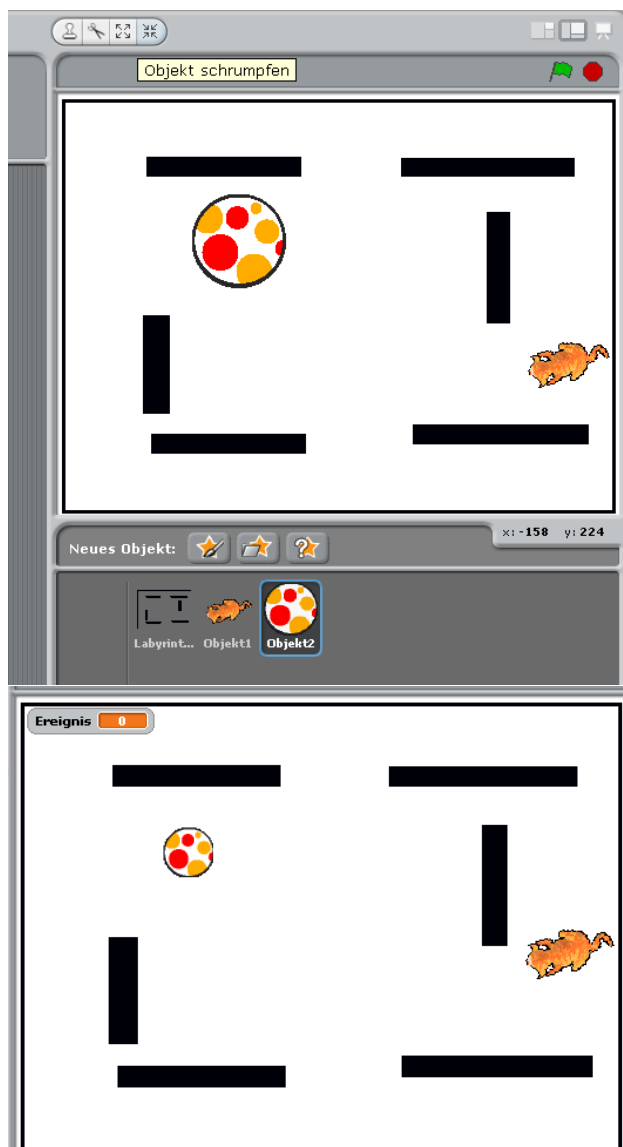 Objekt schrumpfen
x: -158 y: 224
Neues Objekt:
Labyrint... Objekt1 Objekt2
Ereignis 0